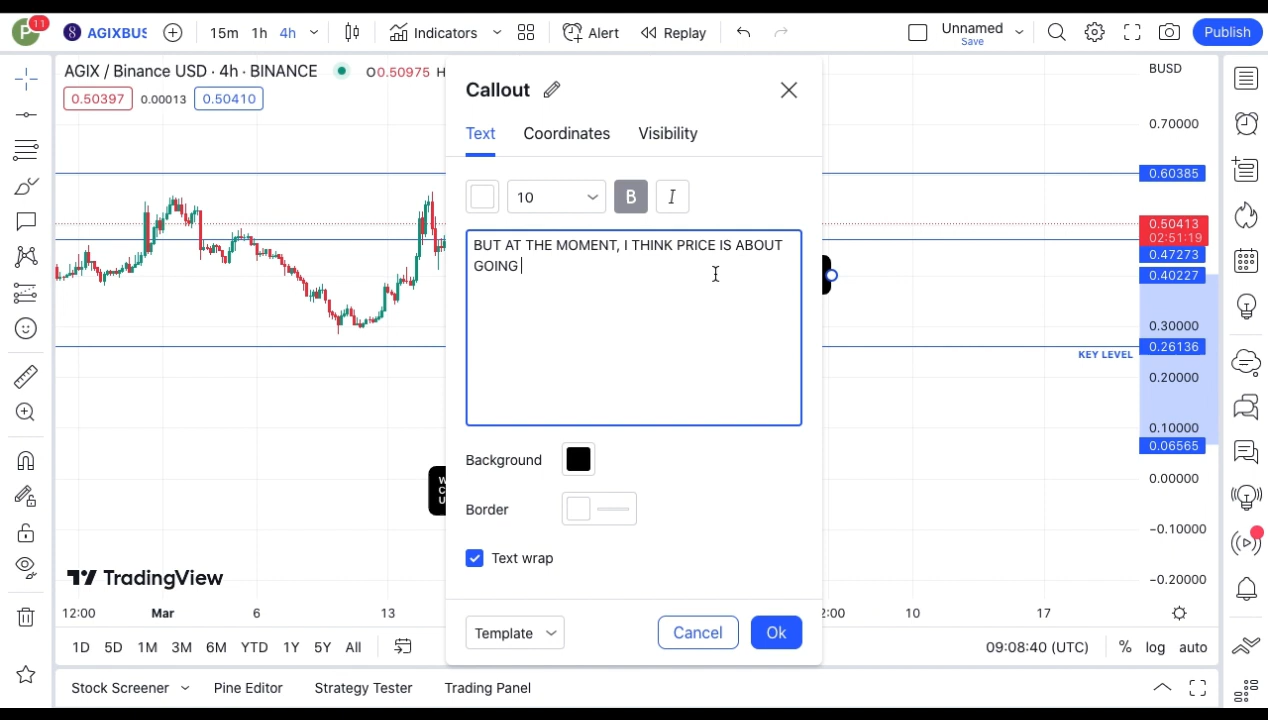 P
11
AGIXBUS
15m 1h 4h
Indicators
Alert
Replay
Unnamed
Save
Publish
AGIX / Binance USD · 4h · BINANCE
O0.50975 H
0.50397
0.00013
0.50410
Callout
Text Coordinates Visibility
10
B
I
BUT AT THE MOMENT, I THINK PRICE IS ABOUT
GOING
Background
Border
Text wrap
Template
Cancel
Ok
BUSD
0.70000
0.60385
0.50413
02:51:19
0.47273
0.40227
0.30000
0.26136
KEY LEVEL
0.20000
0.10000
0.06565
0.00000
-0.10000
-0.20000
W
C
U
TradingView
12:00 Mar 6 13 2:00 10 17
1D 5D 1M 3M 6M YTD 1Y 5Y All
09:08:40 (UTC) % log auto
Stock Screener Pine Editor Strategy Tester Trading Panel